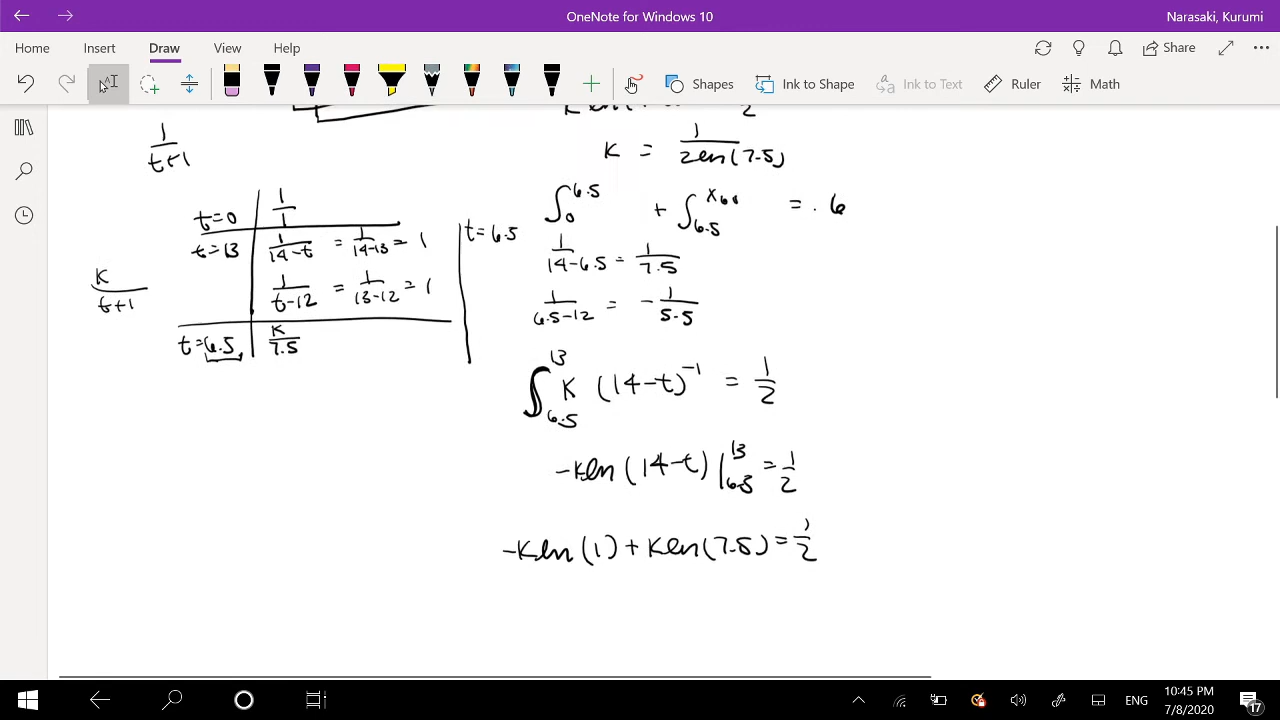 OneNote for Windows 10
Narasaki, Kurumi
Home Insert Draw View Help
Share
Shapes Ink to Shape Ink to Text Ruler Math
1/(t+1)
K = 1/(2ln(7.5))
t=0 1/1
t=13 1/(14-t) = 1/(14-13) = 1
1/(t-12) = 1/(13-12) = 1
t=6.5 K/7.5
K/(t+1)
t=6.5
∫_0^6.5 + ∫_6.5^x60 = .6
1/(14-6.5) = 1/7.5
1/(6.5-12) = -1/5.5
∫_6.5^13 K (14-t)^-1 = 1/2
-Kln(14-t)|_6.5^13 = 1/2
-Kln(1) + Kln(7.5) = 1/2
ENG
10:45 PM
7/8/2020
17